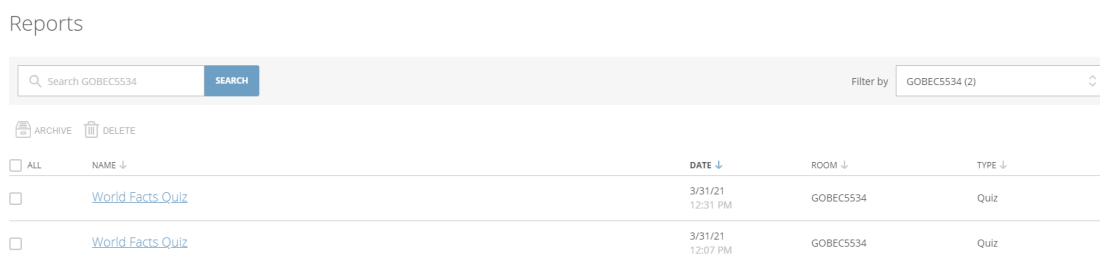 Reports
Search GOBEC5534 SEARCH Filter by GOBEC5534 (2)
ARCHIVE DELETE
ALL NAME DATE ROOM TYPE
World Facts Quiz 3/31/21 12:31 PM GOBEC5534 Quiz
World Facts Quiz 3/31/21 12:07 PM GOBEC5534 Quiz